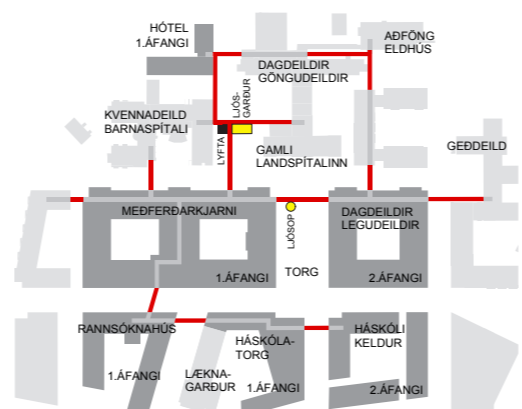 HÓTEL
1.ÁFANGI
AÐFÖNG
ELDHÚS
DAGDEILDIR
GÖNGUDEILDIR
LJÓS-
GARÐUR
KVENNADEILD
BARNASPÍTALI
LYFTA
GAMLI
LANDSPÍTALINN
GEÐDEILD
MEÐFERÐARKJARNI
LJÓSOP
DAGDEILDIR
LEGUDEILDIR
1.ÁFANGI
TORG
2.ÁFANGI
RANNSÓKNAHÚS
HÁSKÓLA-
TORG
HÁSKÓLI
KELDUR
1.ÁFANGI
LÆKNA-
GARÐUR
1.ÁFANGI
2.ÁFANGI